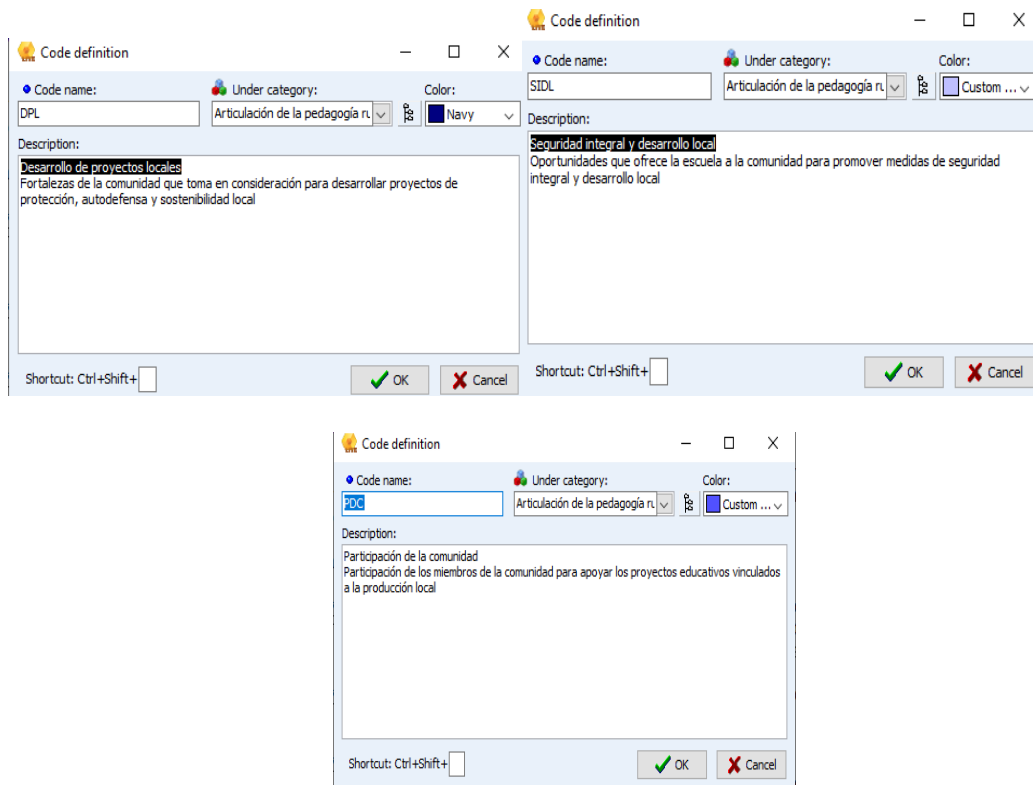 Code definition
Code name:
Under category:
Color:
DPL
Articulación de la pedagogía ru
Navy
Description:
Desarrollo de proyectos locales
Fortalezas de la comunidad que toma en consideración para desarrollar proyectos de
protección, autodefensa y sostenibilidad local
Shortcut: Ctrl+Shift+
OK
Cancel
Code definition
Code name:
Under category:
Color:
SIDL
Articulación de la pedagogía ru
Custom ...
Description:
Seguridad integral y desarrollo local
Oportunidades que ofrece la escuela a la comunidad para promover medidas de seguridad
integral y desarrollo local
Shortcut: Ctrl+Shift+
OK
Cancel
Code definition
Code name:
Under category:
Color:
PDC
Articulación de la pedagogía ru
Custom ...
Description:
Participación de la comunidad
Participación de los miembros de la comunidad para apoyar los proyectos educativos vinculados
a la producción local
Shortcut: Ctrl+Shift+
OK
Cancel